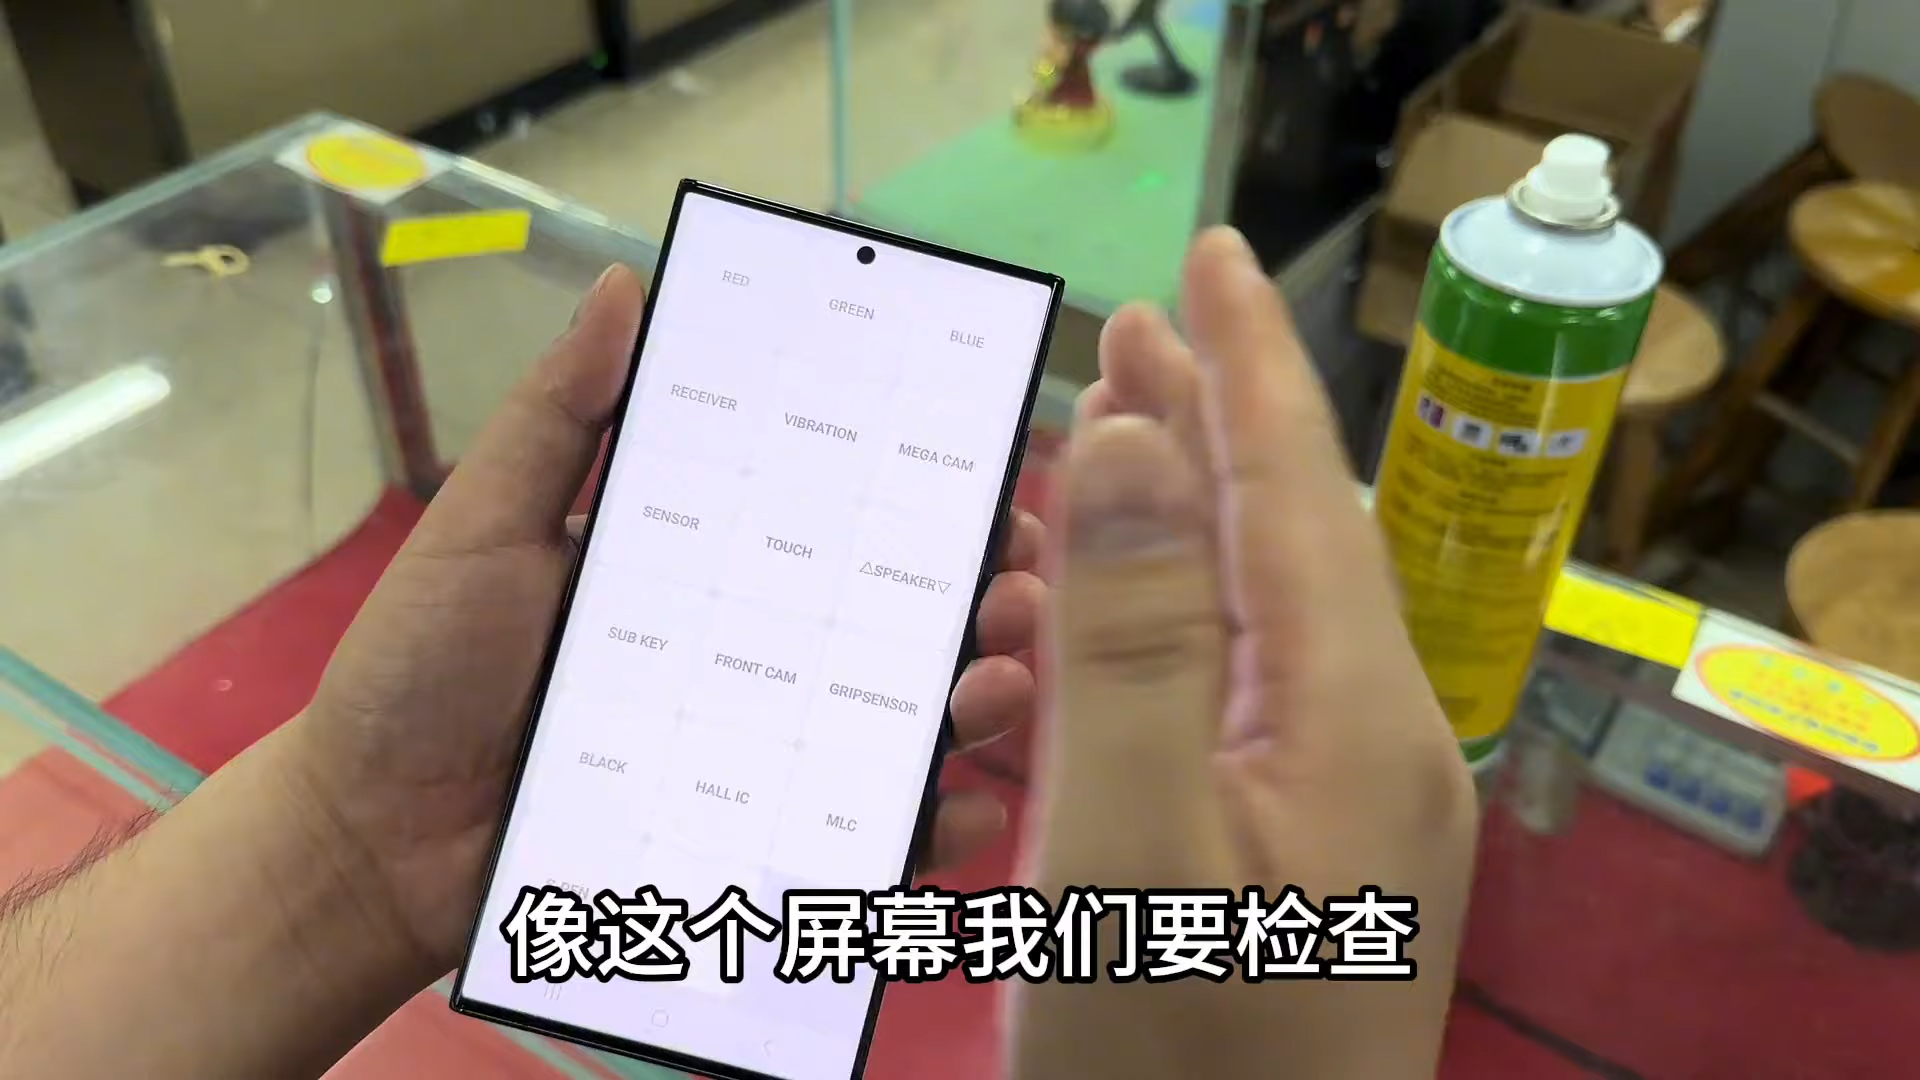 RED
GREEN
BLUE
RECEIVER
VIBRATION
MEGA CAM
SENSOR
TOUCH
△SPEAKER▽
SUB KEY
FRONT CAM
GRIPSENSOR
BLACK
HALL IC
MLC
S PEN
像这个屏幕我们要检查